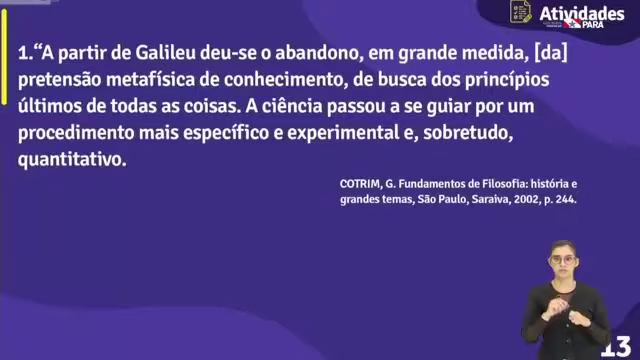 Atividades
PARÁ
1.“A partir de Galileu deu-se o abandono, em grande medida, [da]
pretensão metafísica de conhecimento, de busca dos princípios
últimos de todas as coisas. A ciência passou a se guiar por um
procedimento mais específico e experimental e, sobretudo,
quantitativo.
COTRIM, G. Fundamentos de Filosofia: história e
grandes temas, São Paulo, Saraiva, 2002, p. 244.
13